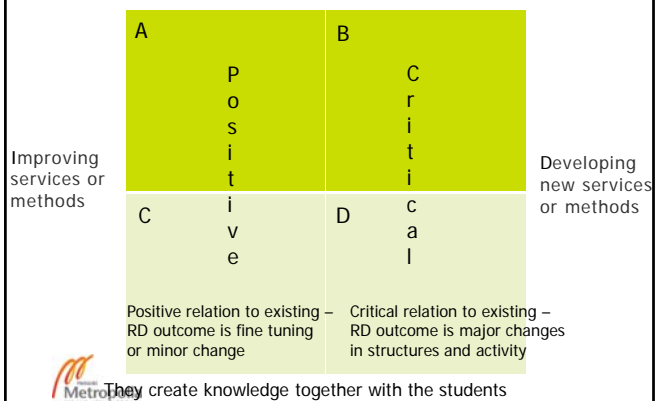 A
B
P
o
s
i
t
i
v
e
C
r
i
t
i
c
a
l
Improving
services or
methods
Developing
new services
or methods
C
D
Positive relation to existing –
RD outcome is fine tuning
or minor change
Critical relation to existing –
RD outcome is major changes
in structures and activity
They create knowledge together with the students